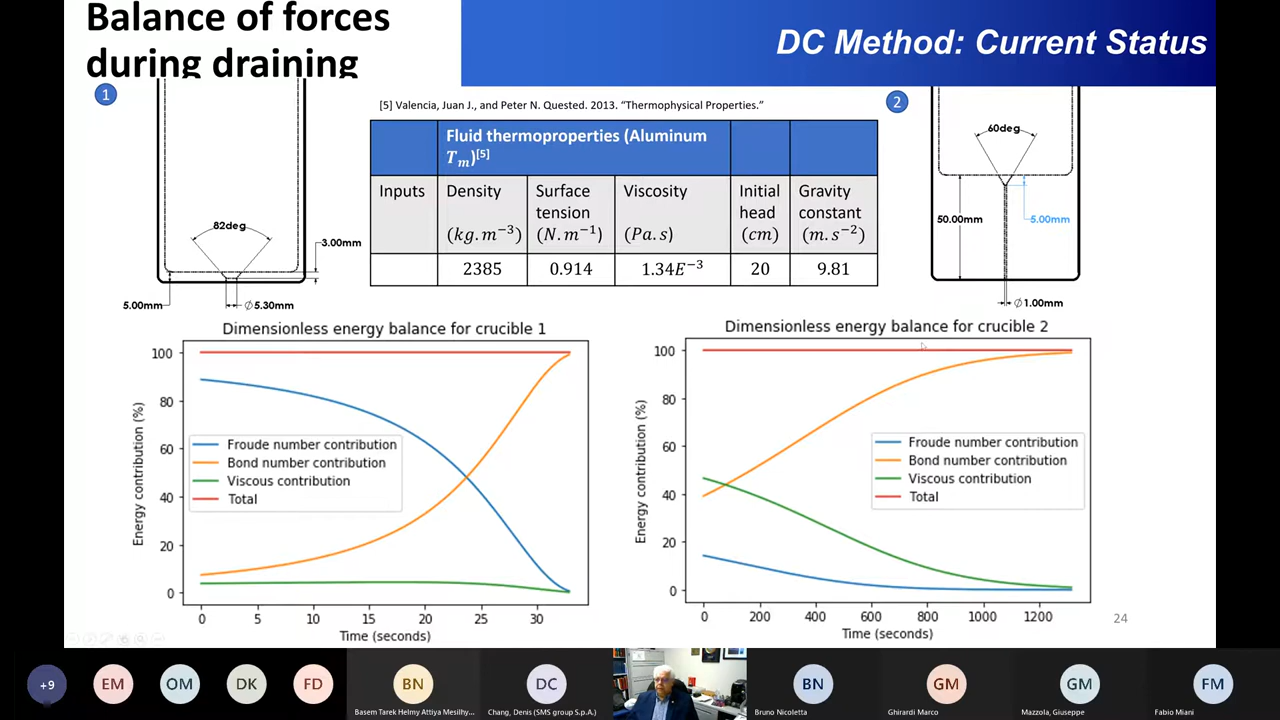 Balance of forces
during draining
DC Method: Current Status
1
[5] Valencia, Juan J., and Peter N. Quested. 2013. “Thermophysical Properties.”
2
82deg
3.00mm
5.00mm
∅5.30mm
Fluid thermoproperties (Aluminum
Tₘ)[5]
Inputs
Density
(kg.m⁻³)
Surface
tension
(N.m⁻¹)
Viscosity
(Pa.s)
Initial
head
(cm)
Gravity
constant
(m.s⁻²)
2385
0.914
1.34E⁻³
20
9.81
60deg
50.00mm
5.00mm
∅1.00mm
Dimensionless energy balance for crucible 1
Energy contribution (%)
100
80
60
40
20
0
Froude number contribution
Bond number contribution
Viscous contribution
Total
0 5 10 15 20 25 30
Time (seconds)
Dimensionless energy balance for crucible 2
Energy contribution (%)
100
80
60
40
20
0
Froude number contribution
Bond number contribution
Viscous contribution
Total
0 200 400 600 800 1000 1200
Time (seconds)
24
+9
EM
OM
DK
FD
BN
Basem Tarek Helmy Attiya Mesilhy...
DC
Chang, Denis (SMS group S.p.A.)
BN
Bruno Nicoletta
GM
Ghirardi Marco
GM
Mazzola, Giuseppe
FM
Fabio Miani